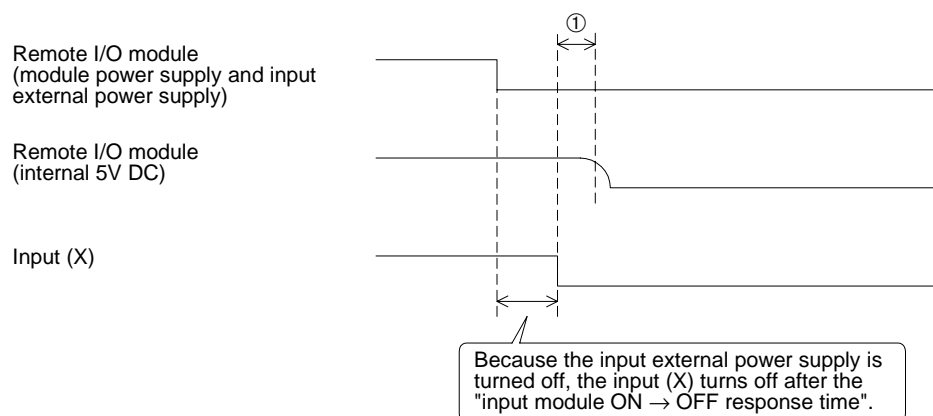 ①
Remote I/O module
(module power supply and input
external power supply)
Remote I/O module
(internal 5V DC)
Input (X)
Because the input external power supply is
turned off, the input (X) turns off after the
"input module ON → OFF response time".